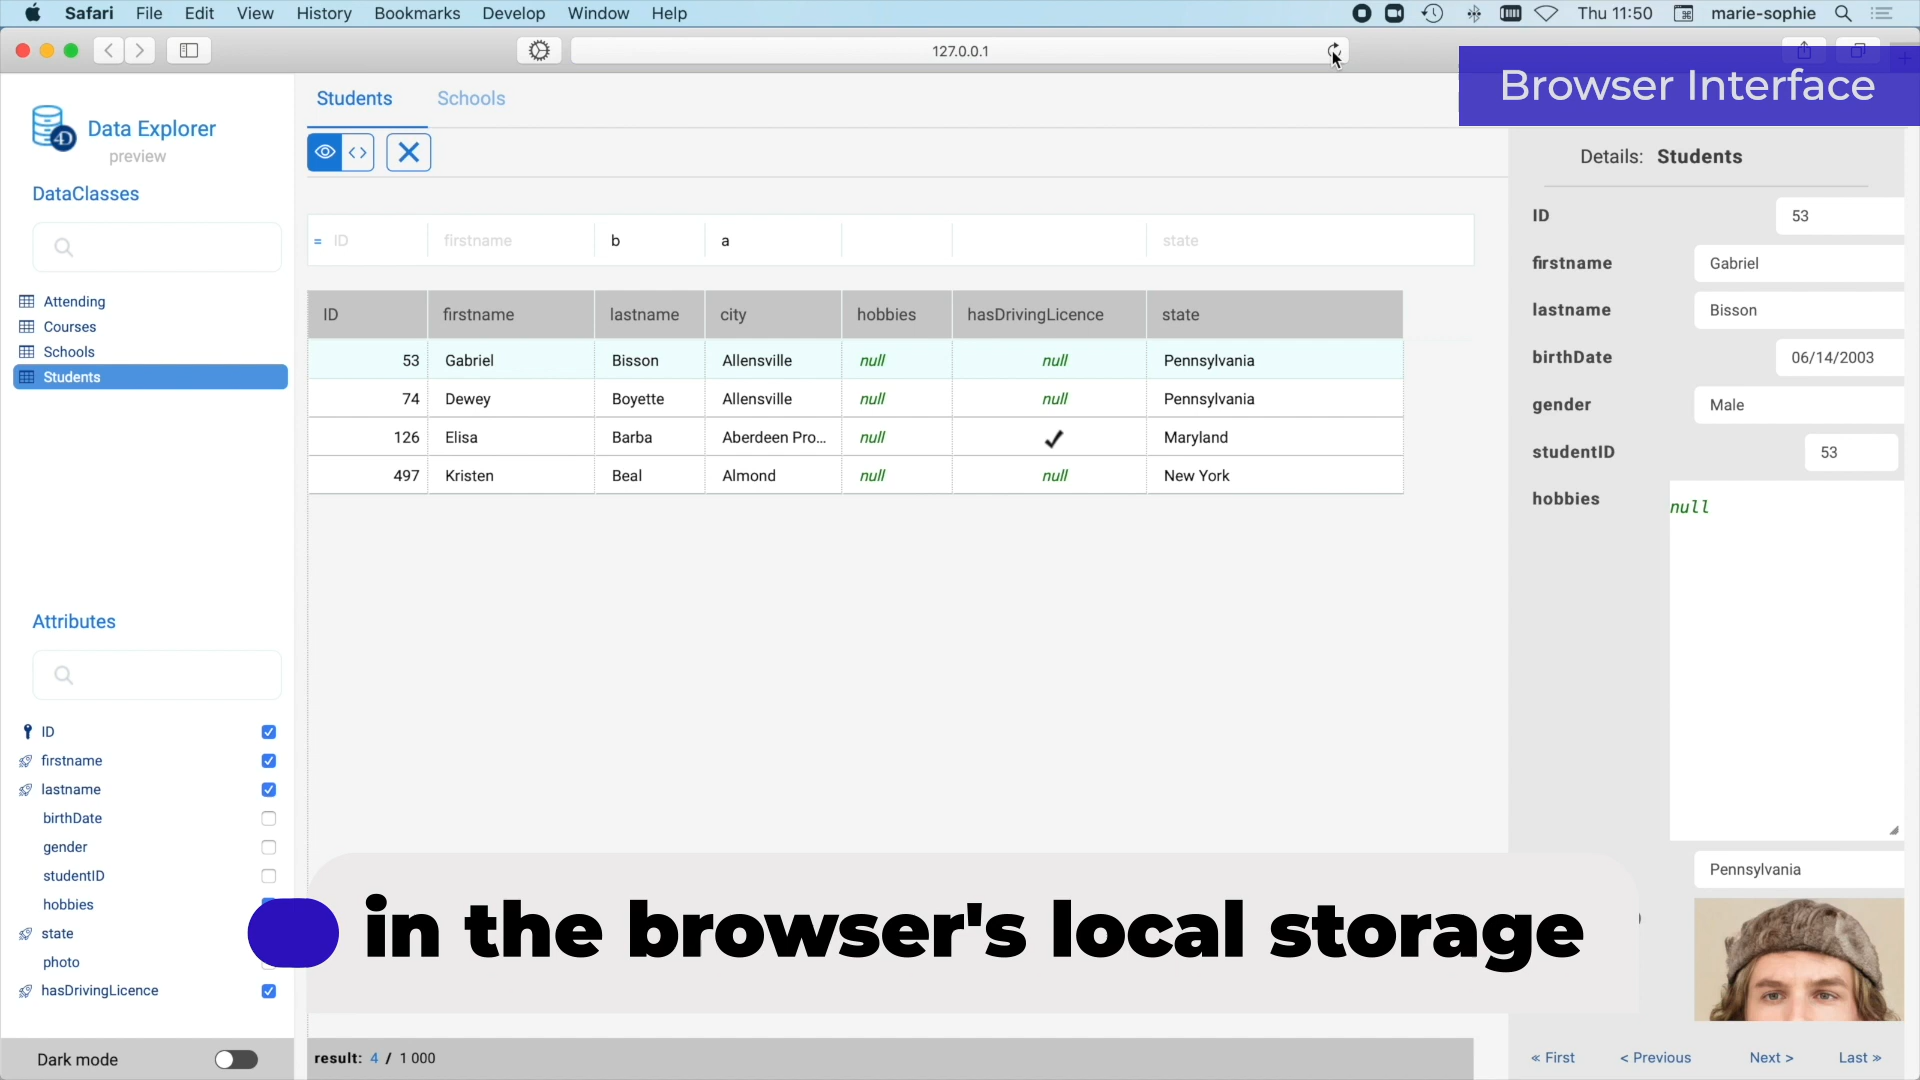 Safari File Edit View History Bookmarks Develop Window Help
Thu 11:50 marie-sophie
127.0.0.1
Browser Interface
Data Explorer
preview
DataClasses
Attending
Courses
Schools
Students
Attributes
ID
firstname
lastname
birthDate
gender
studentID
hobbies
state
photo
hasDrivingLicence
Dark mode
Students Schools
= ID firstname b a state
ID firstname lastname city hobbies hasDrivingLicence state
53 Gabriel Bisson Allensville null null Pennsylvania
74 Dewey Boyette Allensville null null Pennsylvania
126 Elisa Barba Aberdeen Pro... null Maryland
497 Kristen Beal Almond null null New York
in the browser's local storage
result: 4 / 1 000
Details: Students
ID 53
firstname Gabriel
lastname Bisson
birthDate 06/14/2003
gender Male
studentID 53
hobbies null
Pennsylvania
« First < Previous Next > Last »